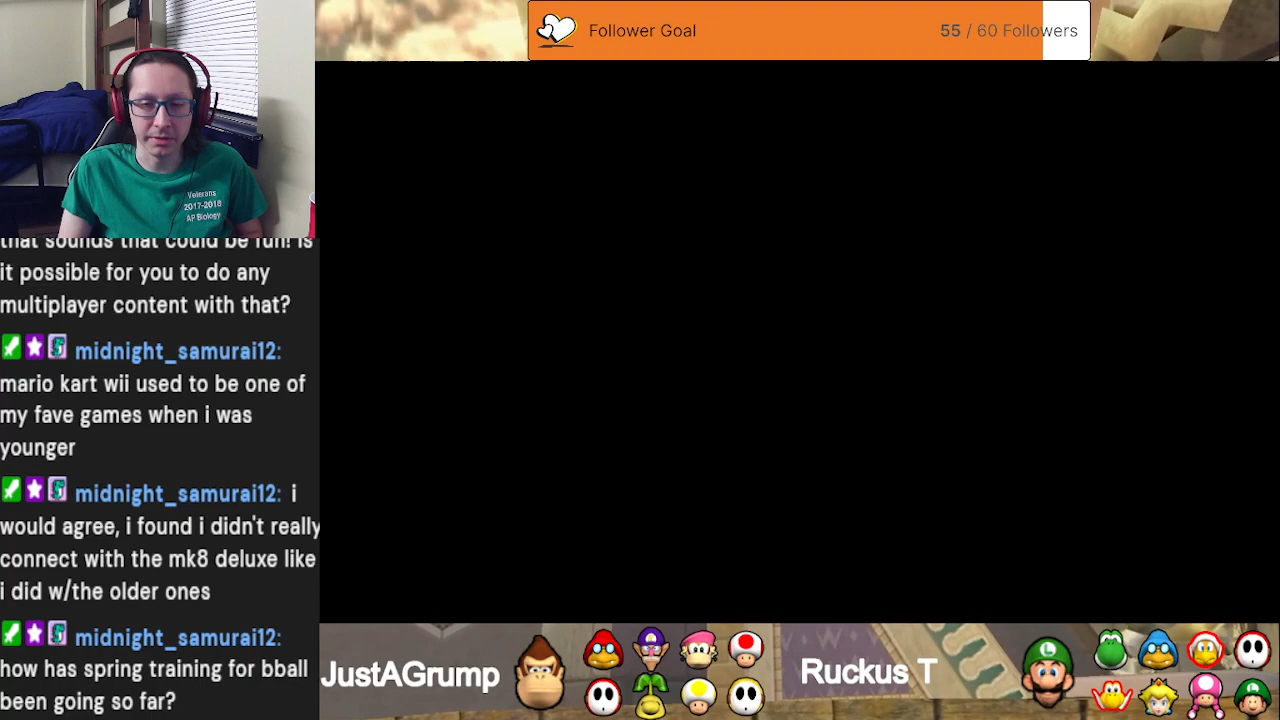 Follower Goal 55 / 60 Followers
Veterans
2017-2018
AP Biology
that sounds that could be fun! Is
it possible for you to do any
multiplayer content with that?
midnight_samurai12:
mario kart wii used to be one of
my fave games when i was
younger
midnight_samurai12: i
would agree, i found i didn't really
connect with the mk8 deluxe like
i did w/the older ones
midnight_samurai12:
how has spring training for bball
been going so far?
JustAGrump
Ruckus T